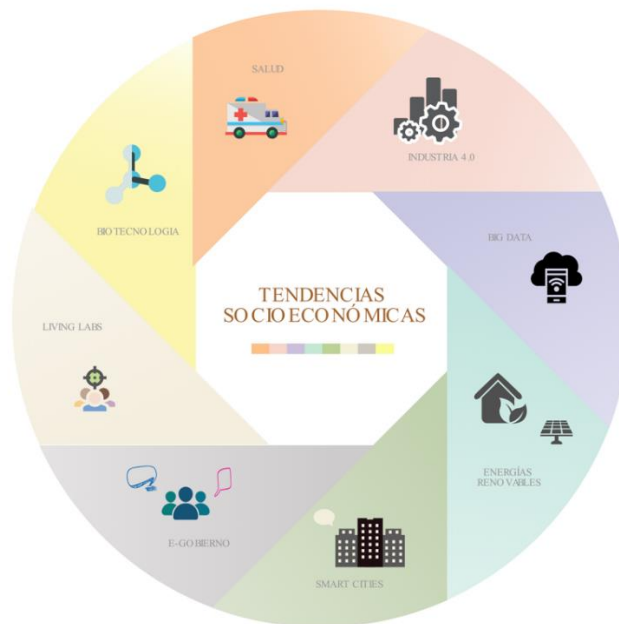 SALUD
INDUSTRIA 4.0
BIG DATA
ENERGÍAS
RENOVABLES
SMART CITIES
E-GOBIERNO
LIVING LABS
BIOTECNOLOGIA
TENDENCIAS
SOCIOECONÓMICAS